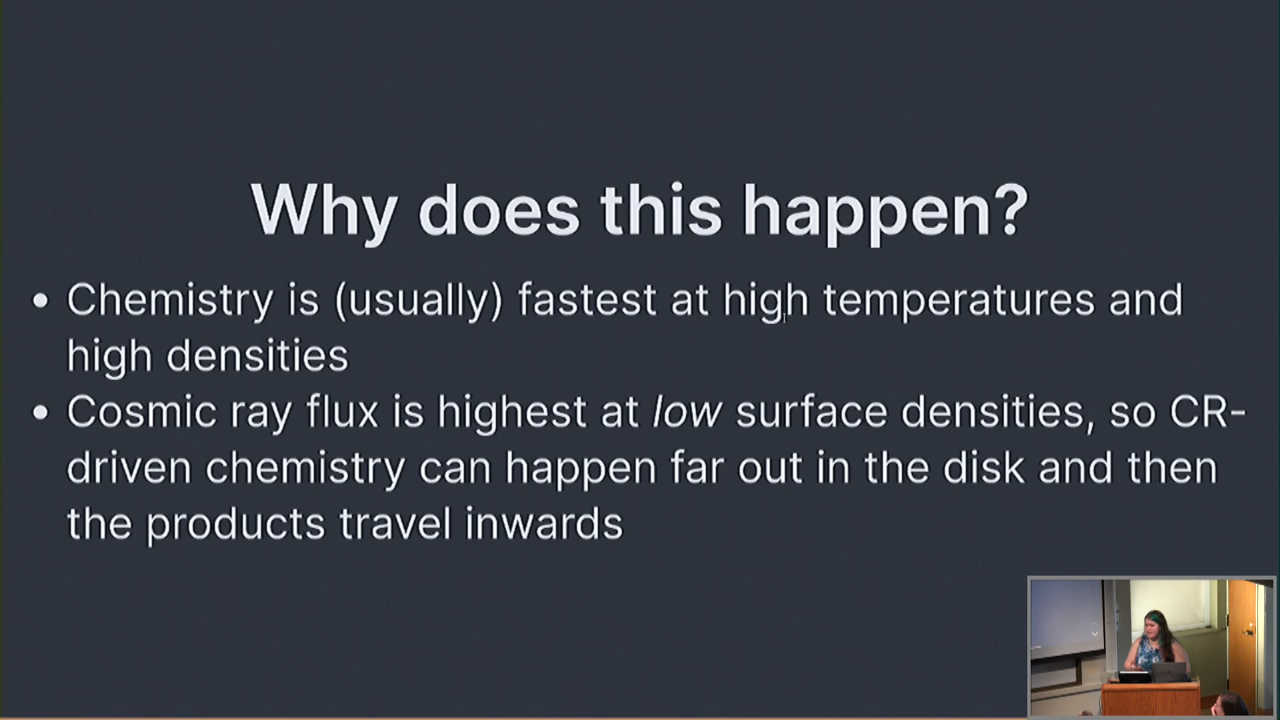 Why does this happen?
• Chemistry is (usually) fastest at high temperatures and
high densities
• Cosmic ray flux is highest at low surface densities, so CR-
driven chemistry can happen far out in the disk and then
the products travel inwards